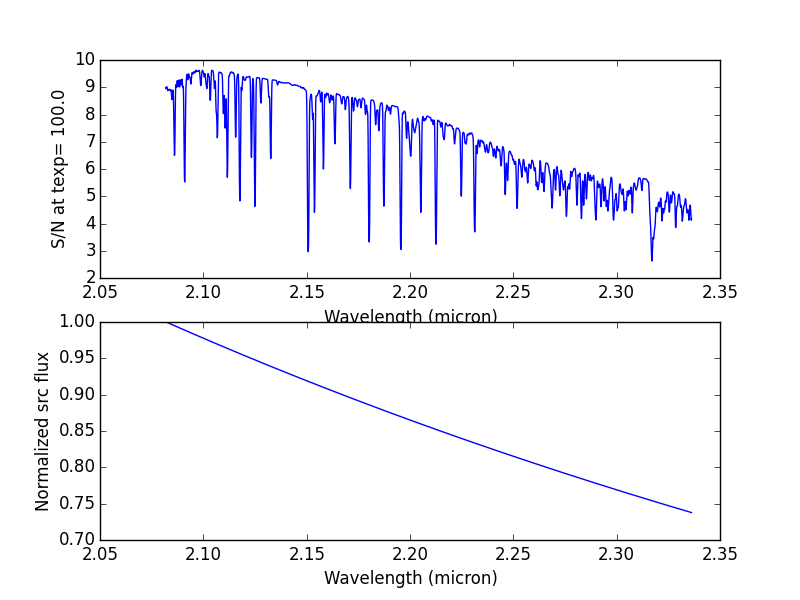 10
9
8
7
6
5
4
3
2
S/N at texp= 100.0
2.05 2.10 2.15 2.20 2.25 2.30 2.35
Wavelength (micron)
1.00
0.95
0.90
0.85
0.80
0.75
0.70
Normalized src flux
2.05 2.10 2.15 2.20 2.25 2.30 2.35
Wavelength (micron)